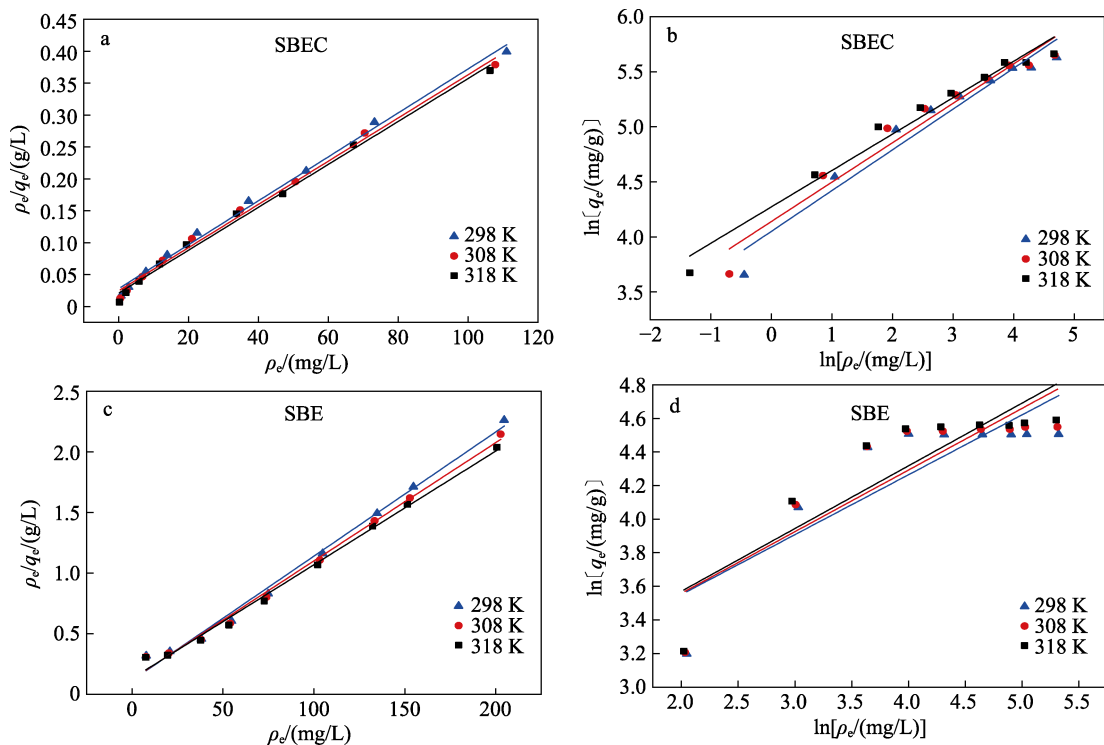 a
SBEC
0.45
0.40
0.35
0.30
0.25
0.20
0.15
0.10
0.05
0
ρe/qe/(g/L)
298 K
308 K
318 K
0 20 40 60 80 100 120
ρe/(mg/L)
b
SBEC
6.0
5.5
5.0
4.5
4.0
3.5
ln〔qe/(mg/g)〕
298 K
308 K
318 K
−2 −1 0 1 2 3 4 5
ln[ρe/(mg/L)]
c
SBE
2.5
2.0
1.5
1.0
0.5
0
ρe/qe/(g/L)
298 K
308 K
318 K
0 50 100 150 200
ρe/(mg/L)
d
SBE
4.8
4.6
4.4
4.2
4.0
3.8
3.6
3.4
3.2
3.0
ln〔qe/(mg/g)〕
298 K
308 K
318 K
2.0 2.5 3.0 3.5 4.0 4.5 5.0 5.5
ln[ρe/(mg/L)]